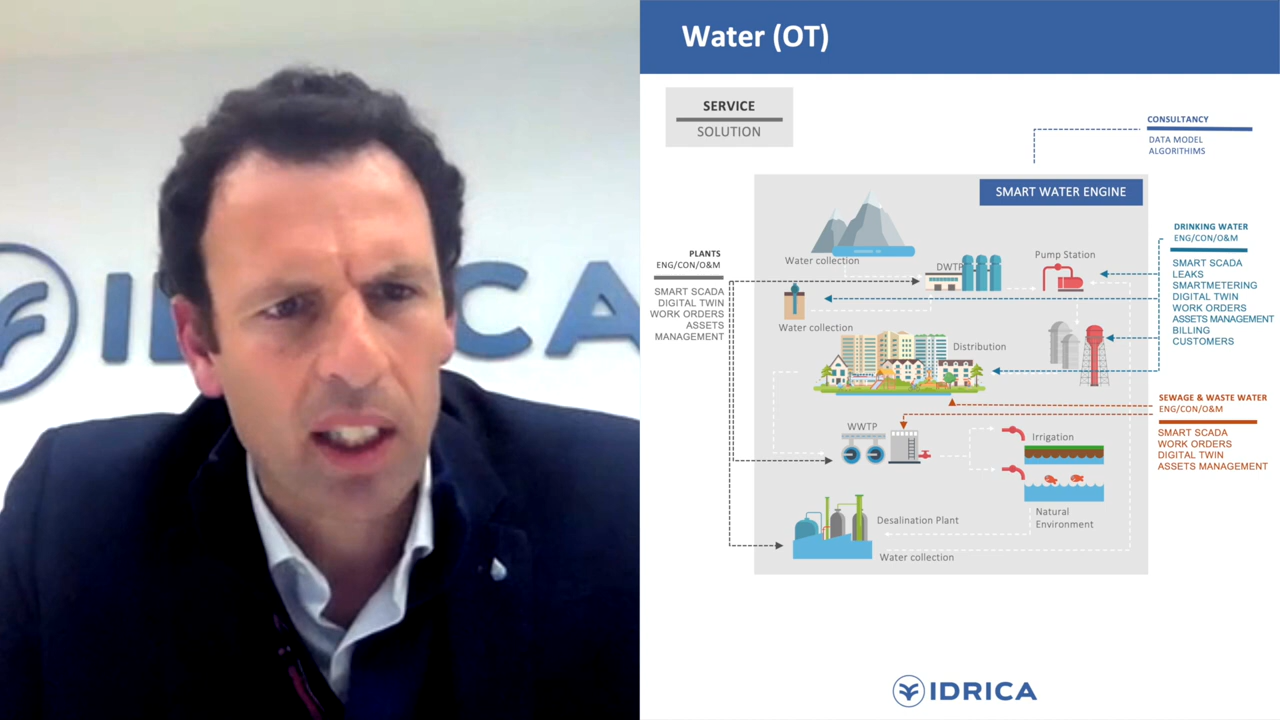 IDRICA
Water (OT)
SERVICE
SOLUTION
CONSULTANCY
DATA MODEL
ALGORITHIMS
SMART WATER ENGINE
Water collection
DWTP
Pump Station
Water collection
Distribution
WWTP
Irrigation
Natural
Environment
Desalination Plant
Water collection
PLANTS
ENG/CON/O&M
SMART SCADA
DIGITAL TWIN
WORK ORDERS
ASSETS
MANAGEMENT
DRINKING WATER
ENG/CON/O&M
SMART SCADA
LEAKS
SMARTMETERING
DIGITAL TWIN
WORK ORDERS
ASSETS MANAGEMENT
BILLING
CUSTOMERS
SEWAGE & WASTE WATER
ENG/CON/O&M
SMART SCADA
WORK ORDERS
DIGITAL TWIN
ASSETS MANAGEMENT
IDRICA